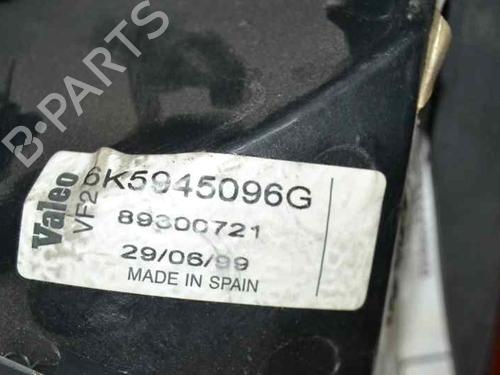 B-PARTS
Valeo
VF2
6K5945096G
89300721
29/06/99
MADE IN SPAIN